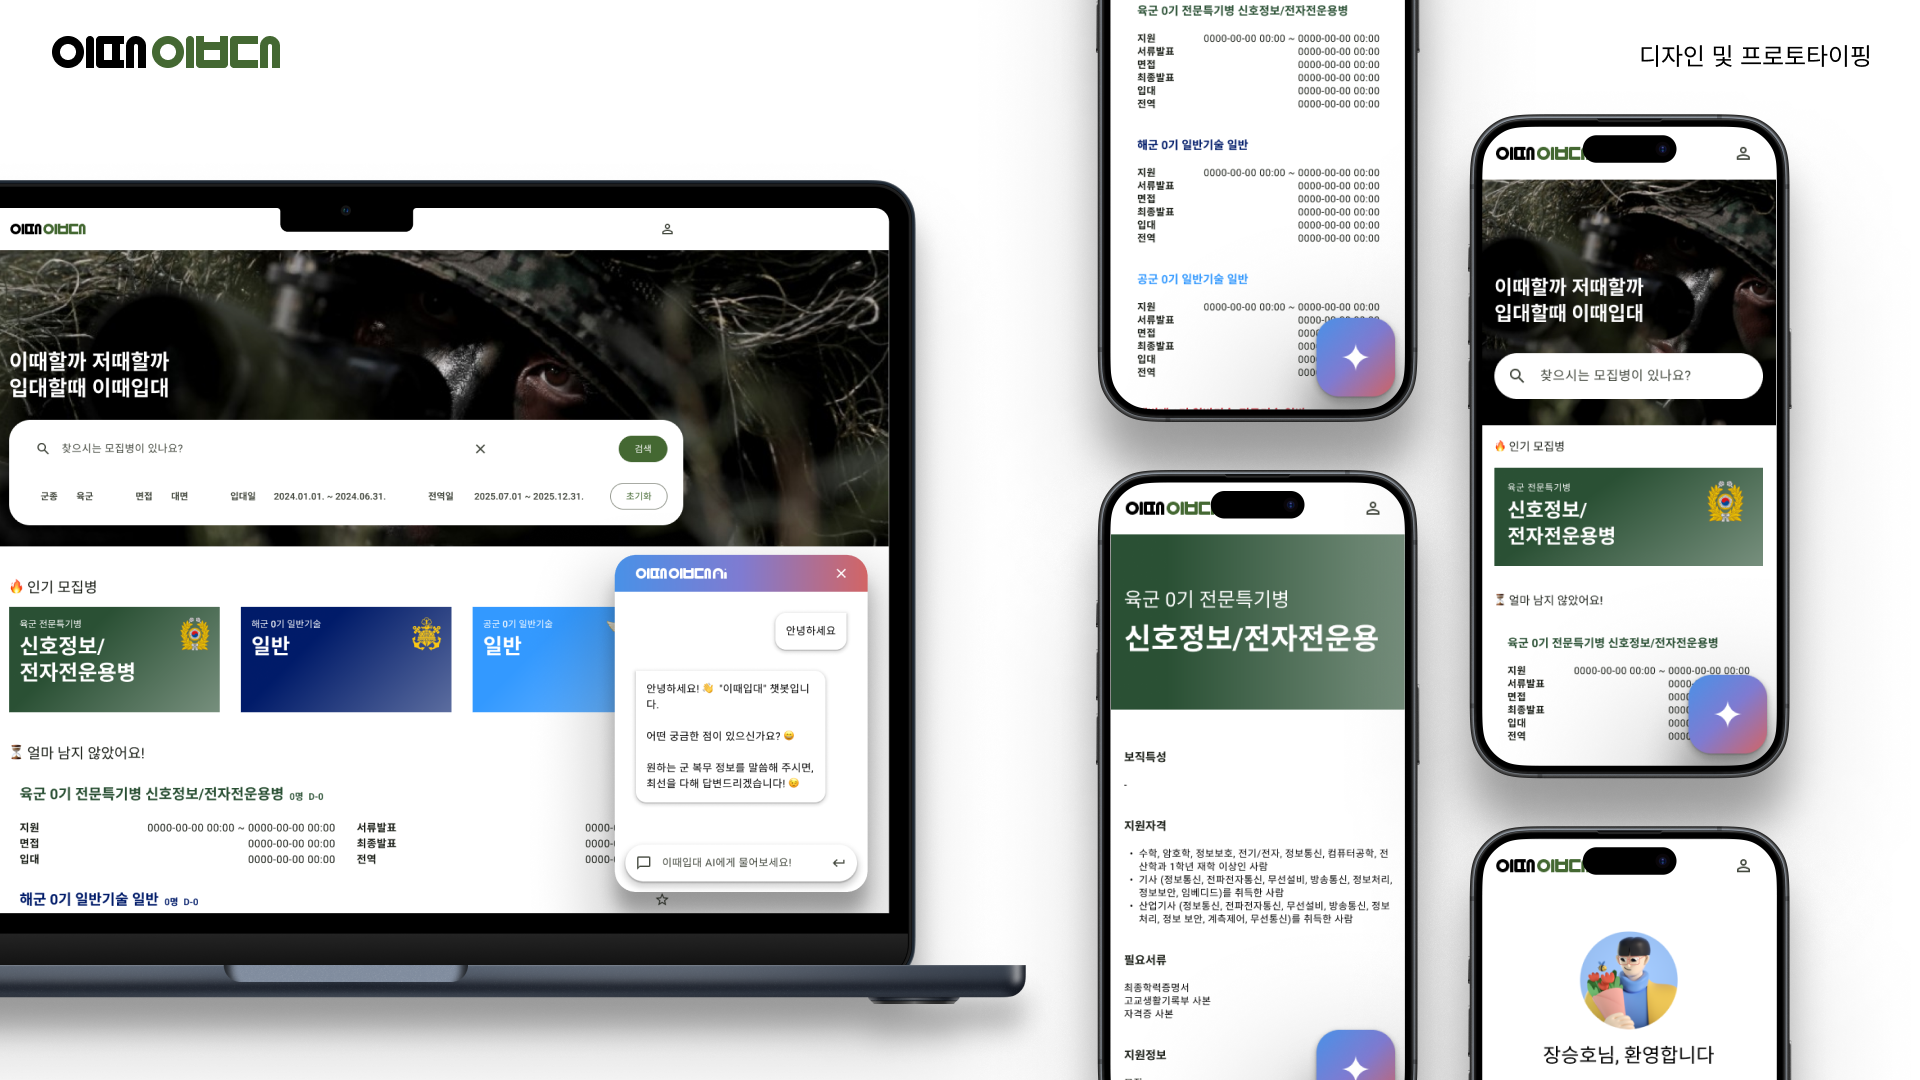 이때이ㅂ다
디자인 및 프로토타이핑
이때할까 저때할까
입대할때 이때입대
찾으시는 모집병이 있나요?
검색
군종 육군 면접 대면 입대일 2024.01.01. ~ 2024.06.31. 전역일 2025.07.01 ~ 2025.12.31. 초기화
🔥 인기 모집병
육군 전문특기병
신호정보/
전자전운용병
해군 0기 일반기술
일반
공군 0기 일반기술
일반
⏳ 얼마 남지 않았어요!
육군 0기 전문특기병 신호정보/전자전운용병 0명 D-0
지원 0000-00-00 00:00 ~ 0000-00-00 00:00 서류발표 0000-
면접 0000-00-00 00:00 최종발표 0000-
입대 0000-00-00 00:00 전역 0000-
해군 0기 일반기술 일반 0명 D-0
안녕하세요
안녕하세요! 👋 "이때입대" 챗봇입니
다.
어떤 궁금한 점이 있으신가요? 😄
원하는 군 복무 정보를 말씀해 주시면,
최선을 다해 답변드리겠습니다! 😉
이때입대 AI에게 물어보세요!
육군 0기 전문특기병 신호정보/전자전운용병
지원 0000-00-00 00:00 ~ 0000-00-00 00:00
서류발표 0000-00-00 00:00
면접 0000-00-00 00:00
최종발표 0000-00-00 00:00
입대 0000-00-00 00:00
전역 0000-00-00 00:00
해군 0기 일반기술 일반
지원 0000-00-00 00:00 ~ 0000-00-00 00:00
서류발표 0000-00-00 00:00
면접 0000-00-00 00:00
최종발표 0000-00-00 00:00
입대 0000-00-00 00:00
전역 0000-00-00 00:00
공군 0기 일반기술 일반
지원 0000-00-00 00:00 ~ 0000-00-00 00:00
서류발표 0000-
면접 000
최종발표 000
입대 000
전역 000
육군 0기 전문특기병
신호정보/전자전운용
보직특성
-
지원자격
• 수학, 암호학, 정보보호, 전기/전자, 정보통신, 컴퓨터공학, 전
산학과 1학년 재학 이상인 사람
• 기사 (정보통신, 전파전자통신, 무선설비, 방송통신, 정보처리,
정보보안, 임베디드)를 취득한 사람
• 산업기사 (정보통신, 전파전자통신, 무선설비, 방송통신, 정보
처리, 정보 보안, 계측제어, 무선통신)를 취득한 사람
필요서류
최종학력증명서
고교생활기록부 사본
자격증 사본
지원정보
이때할까 저때할까
입대할때 이때입대
찾으시는 모집병이 있나요?
🔥 인기 모집병
육군 전문특기병
신호정보/
전자전운용병
⏳ 얼마 남지 않았어요!
육군 0기 전문특기병 신호정보/전자전운용병
지원 0000-00-00 00:00 ~ 0000-00-00 00:00
서류발표 0000-
면접 000
최종발표 000
입대 000
전역 000
장승호님, 환영합니다